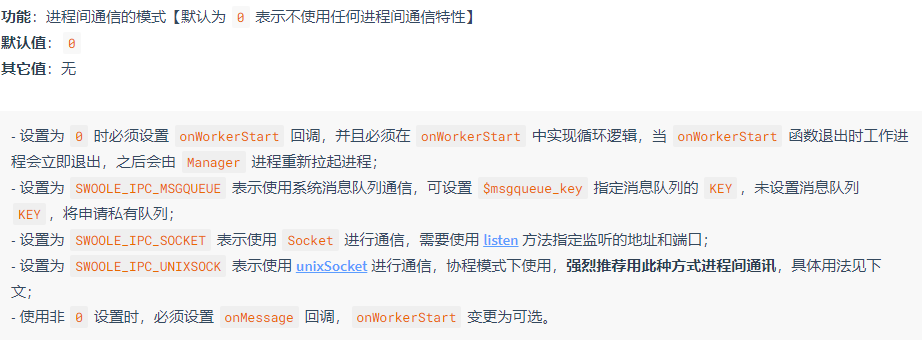 功能：进程间通信的模式【默认为 0 表示不使用任何进程间通信特性】
默认值：0
其它值：无
- 设置为 0 时必须设置 onWorkerStart 回调，并且必须在 onWorkerStart 中实现循环逻辑，当 onWorkerStart 函数退出时工作进
程会立即退出，之后会由 Manager 进程重新拉起进程；
- 设置为 SWOOLE_IPC_MSGQUEUE 表示使用系统消息队列通信，可设置 $msgqueue_key 指定消息队列的 KEY，未设置消息队列
KEY，将申请私有队列；
- 设置为 SWOOLE_IPC_SOCKET 表示使用 Socket 进行通信，需要使用 listen 方法指定监听的地址和端口；
- 设置为 SWOOLE_IPC_UNIXSOCK 表示使用 unixSocket 进行通信，协程模式下使用，强烈推荐用此种方式进程间通讯，具体用法见下
文；
- 使用非 0 设置时，必须设置 onMessage 回调，onWorkerStart 变更为可选。